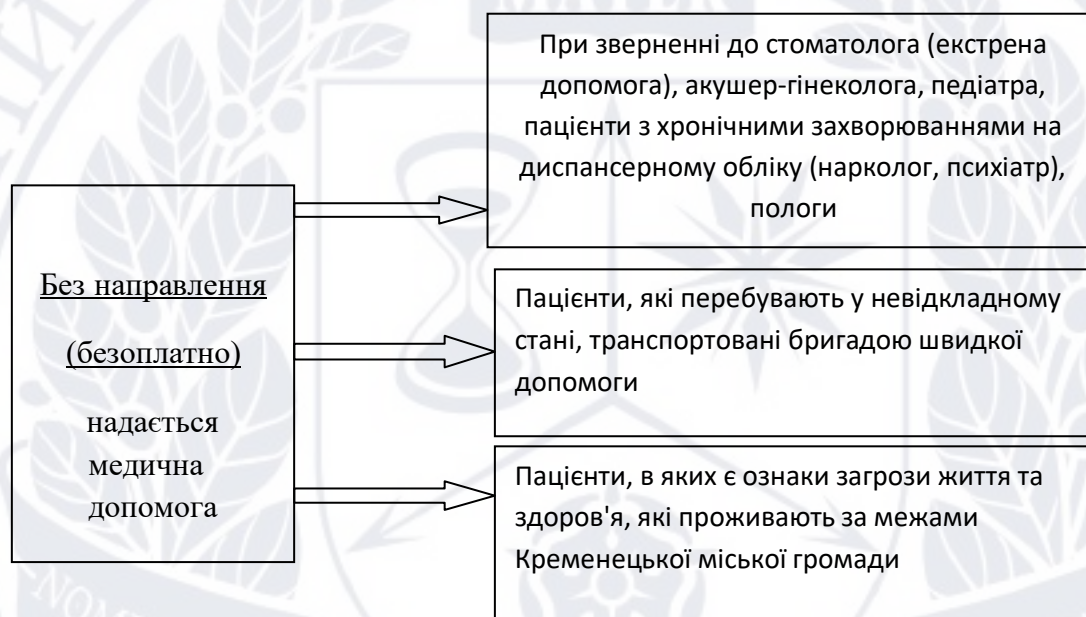 При зверненні до стоматолога (екстрена
допомога), акушер-гінеколога, педіатра,
пацієнти з хронічними захворюваннями на
диспансерному обліку (нарколог, психіатр),
пологи
Без направлення
(безоплатно)
надається
медична
допомога
Пацієнти, які перебувають у невідкладному
стані, транспортовані бригадою швидкої
допомоги
Пацієнти, в яких є ознаки загрози життя та
здоров'я, які проживають за межами
Кременецької міської громади